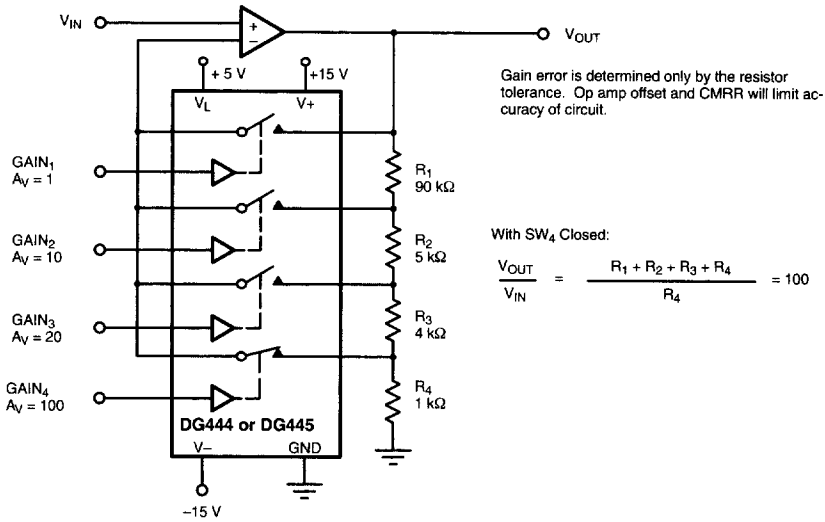 VIN
+
−
VOUT
+ 5 V
+15 V
VL
V+
Gain error is determined only by the resistor
tolerance. Op amp offset and CMRR will limit ac-
curacy of circuit.
GAIN1
AV = 1
R1
90 kΩ
GAIN2
AV = 10
R2
5 kΩ
With SW4 Closed:
VOUT
VIN
=
R1 + R2 + R3 + R4
R4
= 100
GAIN3
AV = 20
R3
4 kΩ
GAIN4
AV = 100
R4
1 kΩ
DG444 or DG445
V−
GND
−15 V